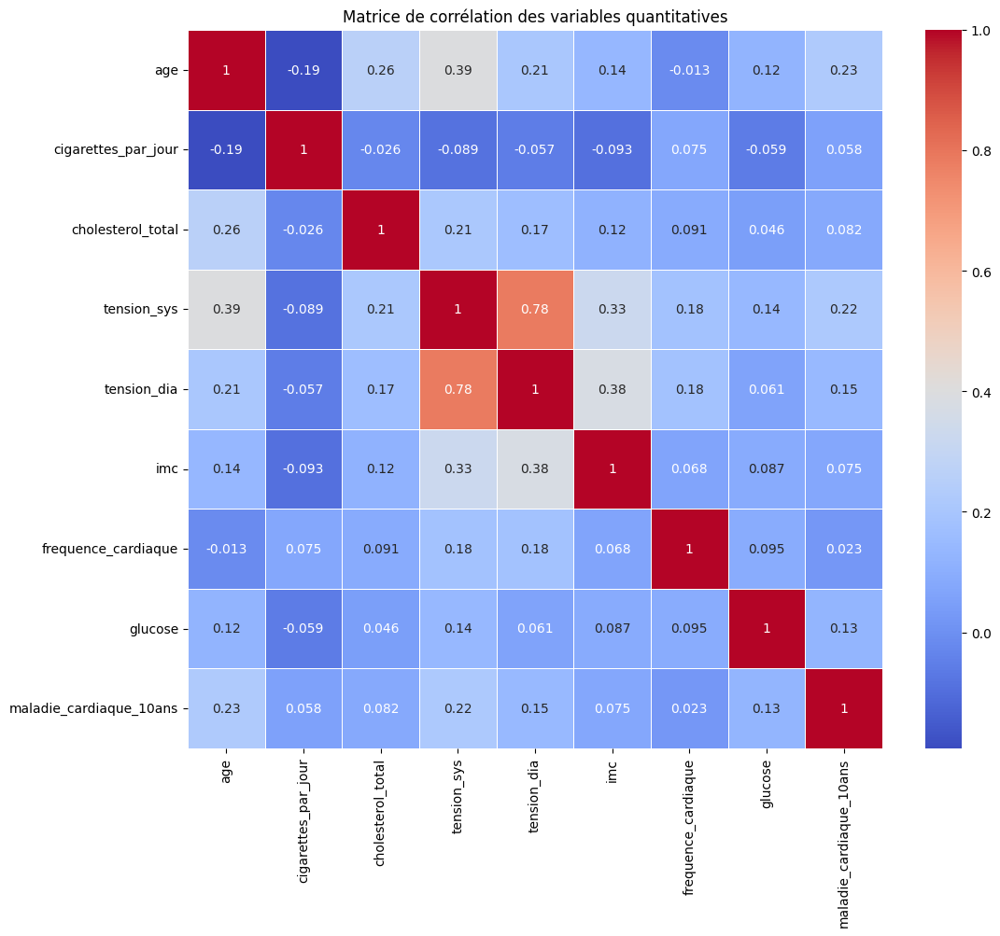 Matrice de corrélation des variables quantitatives
age 1 -0.19 0.26 0.39 0.21 0.14 -0.013 0.12 0.23
cigarettes_par_jour -0.19 1 -0.026 -0.089 -0.057 -0.093 0.075 -0.059 0.058
cholesterol_total 0.26 -0.026 1 0.21 0.17 0.12 0.091 0.046 0.082
tension_sys 0.39 -0.089 0.21 1 0.78 0.33 0.18 0.14 0.22
tension_dia 0.21 -0.057 0.17 0.78 1 0.38 0.18 0.061 0.15
imc 0.14 -0.093 0.12 0.33 0.38 1 0.068 0.087 0.075
frequence_cardiaque -0.013 0.075 0.091 0.18 0.18 0.068 1 0.095 0.023
glucose 0.12 -0.059 0.046 0.14 0.061 0.087 0.095 1 0.13
maladie_cardiaque_10ans 0.23 0.058 0.082 0.22 0.15 0.075 0.023 0.13 1
age
cigarettes_par_jour
cholesterol_total
tension_sys
tension_dia
imc
frequence_cardiaque
glucose
maladie_cardiaque_10ans
1.0
0.8
0.6
0.4
0.2
0.0